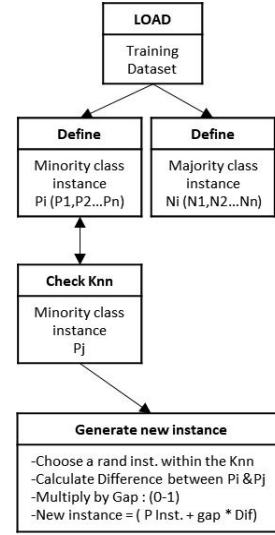 LOAD
Training
Dataset
Define
Minority class
instance
Pi (P1,P2...Pn)
Define
Majority class
instance
Ni (N1,N2...Nn)
Check Knn
Minority class
instance
Pj
Generate new instance
-Choose a rand inst. within the Knn
-Calculate Difference between Pi &Pj
-Multiply by Gap : (0-1)
-New instance = ( P Inst. + gap * Dif)